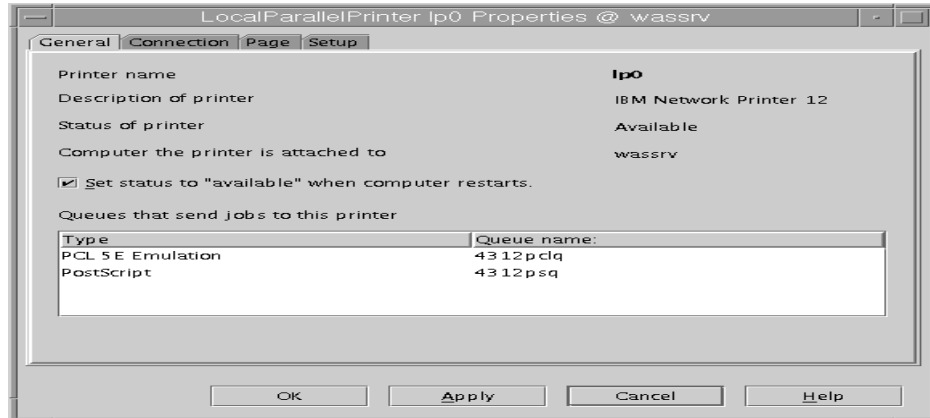 LocalParallelPrinter lp0 Properties @ wassrv
General Connection Page Setup
Printer name lp0
Description of printer IBM Network Printer 12
Status of printer Available
Computer the printer is attached to wassrv
Set status to "available" when computer restarts.
Queues that send jobs to this printer
Type Queue name:
PCL 5E Emulation 4312pclq
PostScript 4312psq
OK Apply Cancel Help